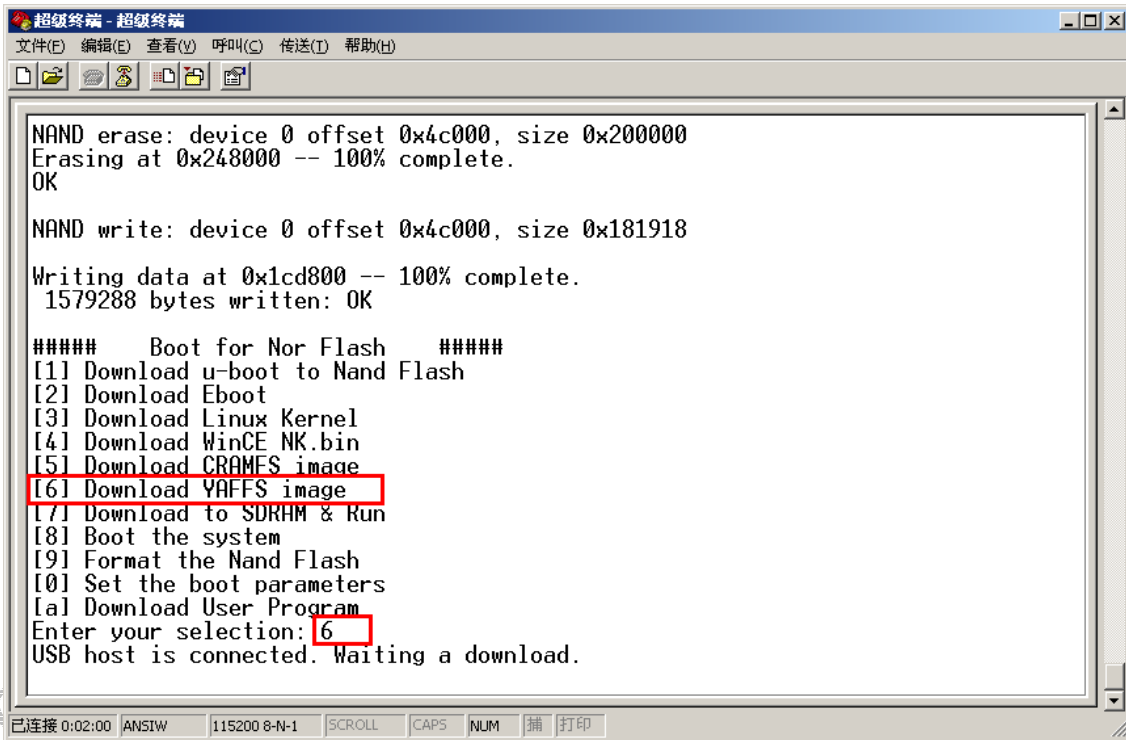 超级终端 - 超级终端
文件(F) 编辑(E) 查看(V) 呼叫(C) 传送(T) 帮助(H)
NAND erase: device 0 offset 0x4c000, size 0x200000
Erasing at 0x248000 -- 100% complete.
OK
NAND write: device 0 offset 0x4c000, size 0x181918
Writing data at 0x1cd800 -- 100% complete.
1579288 bytes written: OK
##### Boot for Nor Flash #####
[1] Download u-boot to Nand Flash
[2] Download Eboot
[3] Download Linux Kernel
[4] Download WinCE NK.bin
[5] Download CRAMFS image
[6] Download YAFFS image
[7] Download to SDRAM & Run
[8] Boot the system
[9] Format the Nand Flash
[0] Set the boot parameters
[a] Download User Program
Enter your selection: 6
USB host is connected. Waiting a download.
已连接 0:02:00 ANSIW 115200 8-N-1 SCROLL CAPS NUM 捕 打印